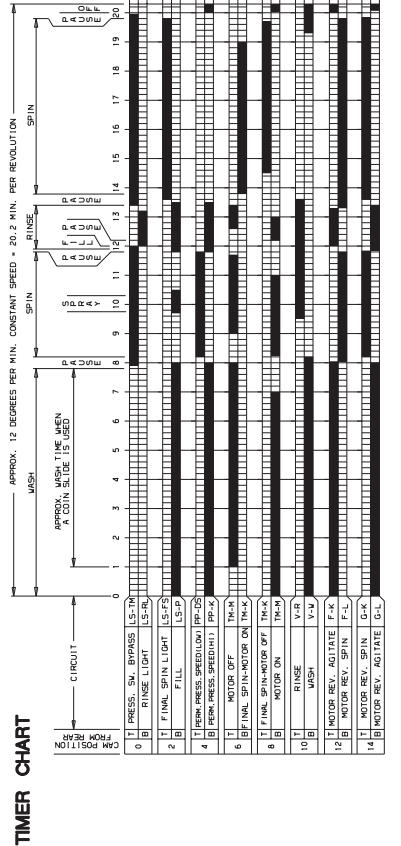 TIMER CHART
APPROX. 12 DEGREES PER MIN. CONSTANT SPEED = 20.2 MIN. PER REVOLUTION
WASH
PAUSE
SPIN
SPRAY
PAUSE
FILL
PAUSE
RINSE
PAUSE
SPIN
PAUSE
OFF
APPROX. WASH TIME WHEN
A COIN SLIDE IS USED
CAM POSITION
FROM REAR
CIRCUIT
0 1 2 3 4 5 6 7 8 9 10 11 12 13 14 15 16 17 18 19 20
0 T PRESS. SW. BYPASS LS-TM
B RINSE LIGHT LS-RL
2 T FINAL SPIN LIGHT LS-FS
B FILL LS-P
4 T PERM. PRESS. SPEED(LOW) PP-DS
B PERM. PRESS. SPEED(HI) PP-K
6 T MOTOR OFF TM-M
B FINAL SPIN-MOTOR ON TM-K
8 T FINAL SPIN-MOTOR OFF TM-K
B MOTOR ON TM-M
10 T RINSE V-R
B WASH V-W
12 T MOTOR REV. AGITATE F-K
B MOTOR REV. SPIN F-L
14 T MOTOR REV. SPIN G-K
B MOTOR REV. AGITATE G-L